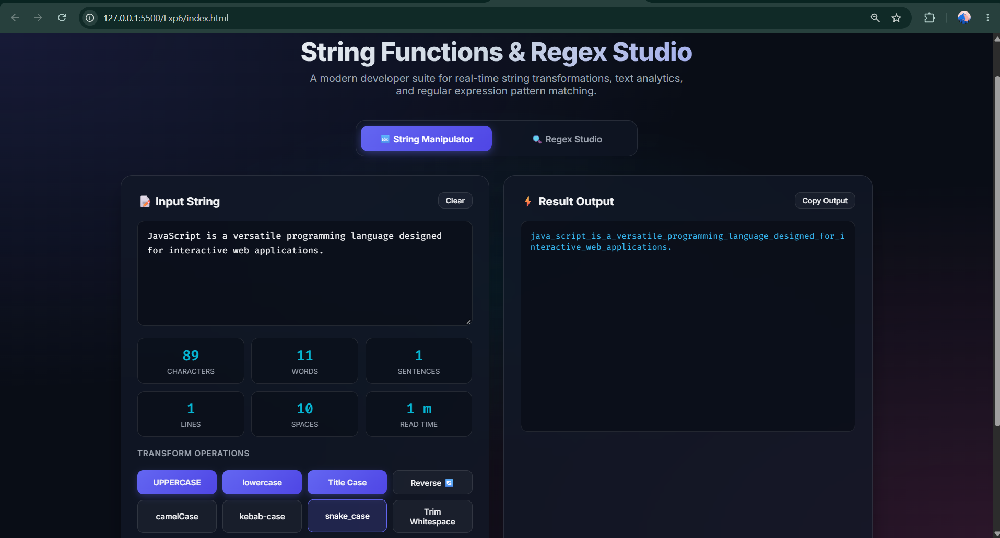 127.0.0.1:5500/Exp6/index.html
String Functions & Regex Studio
A modern developer suite for real-time string transformations, text analytics,
and regular expression pattern matching.
abc String Manipulator
Regex Studio
Input String
Clear
JavaScript is a versatile programming language designed
for interactive web applications.
89
CHARACTERS
11
WORDS
1
SENTENCES
1
LINES
10
SPACES
1 m
READ TIME
TRANSFORM OPERATIONS
UPPERCASE
lowercase
Title Case
Reverse
camelCase
kebab-case
snake_case
Trim
Whitespace
Result Output
Copy Output
java_script_is_a_versatile_programming_language_designed_for_i
nteractive_web_applications.